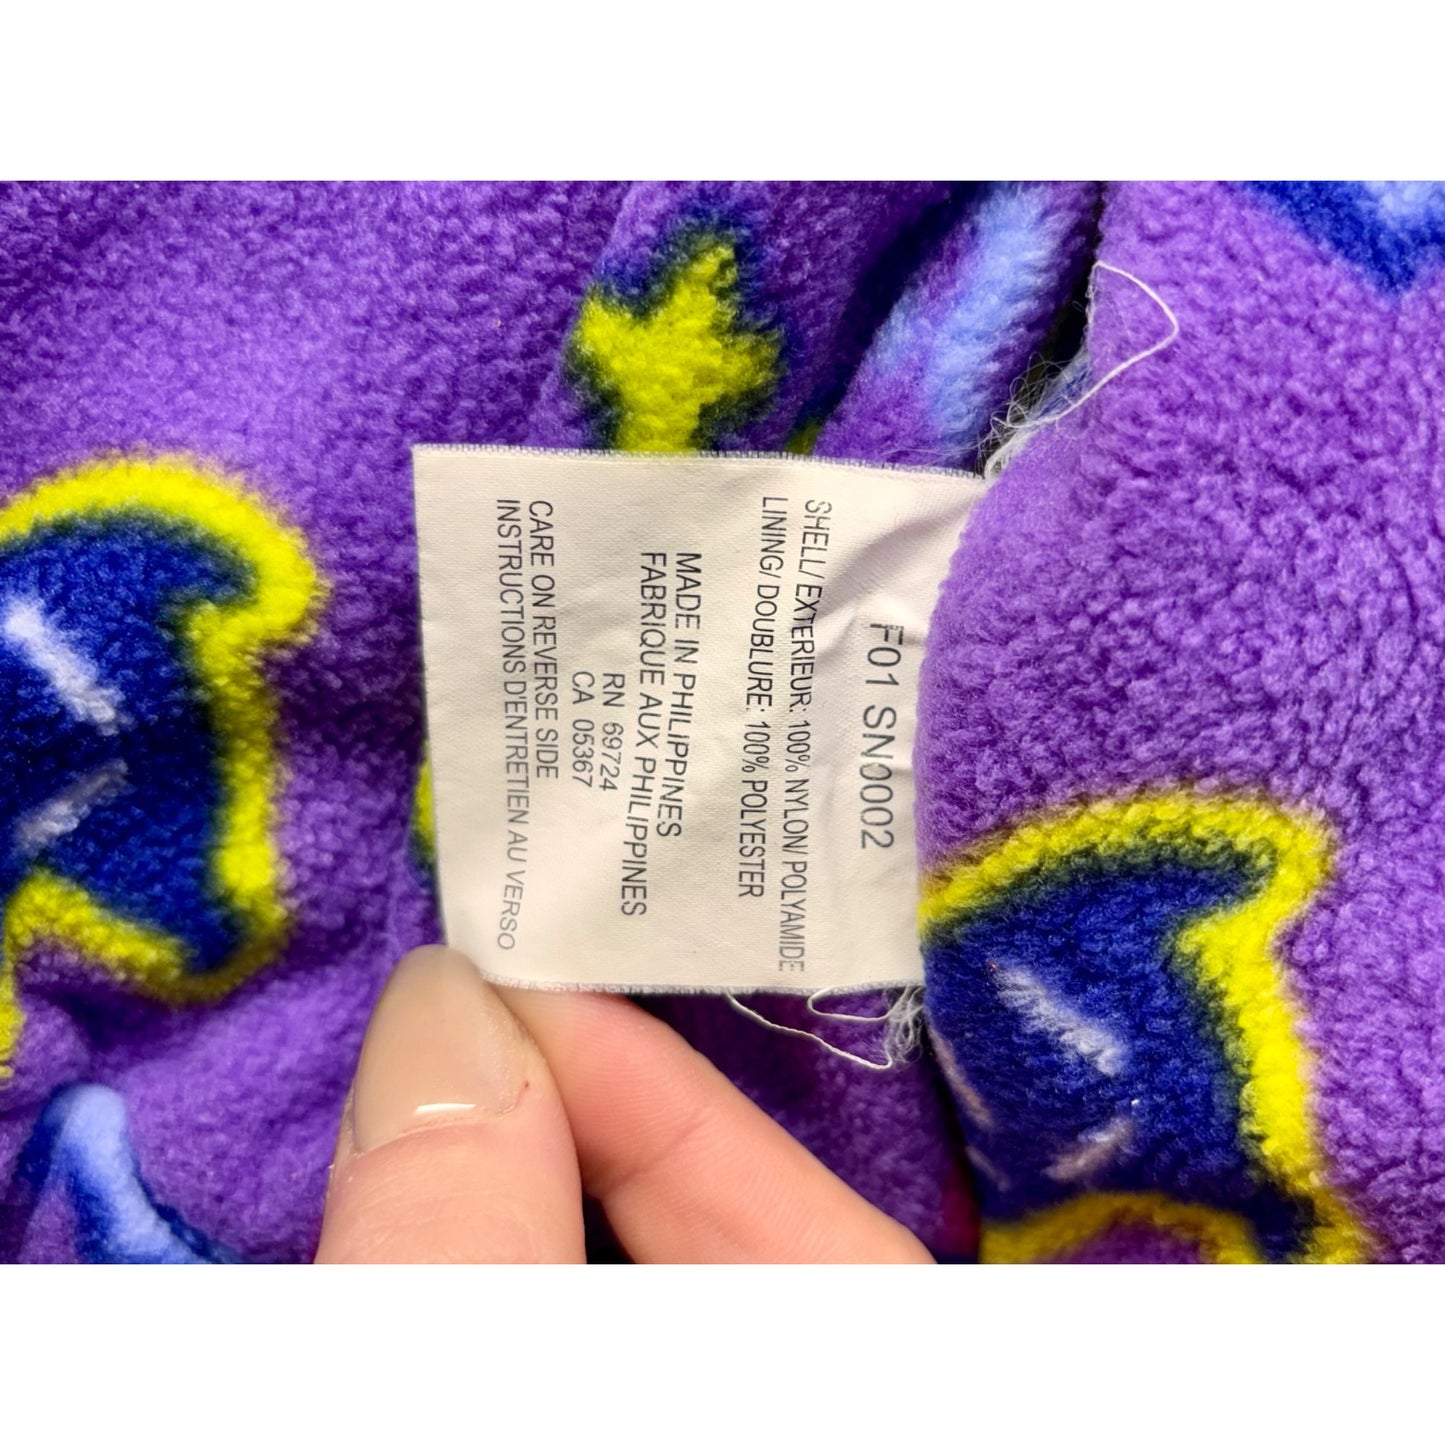 F01 SN0002
SHELL/ EXTERIEUR: 100% NYLON/ POLYAMIDE
LINING/ DOUBLURE: 100% POLYESTER
MADE IN PHILIPPINES
FABRIQUE AUX PHILIPPINES
RN 69724
CA 05367
CARE ON REVERSE SIDE
INSTRUCTIONS D'ENTRETIEN AU VERSO